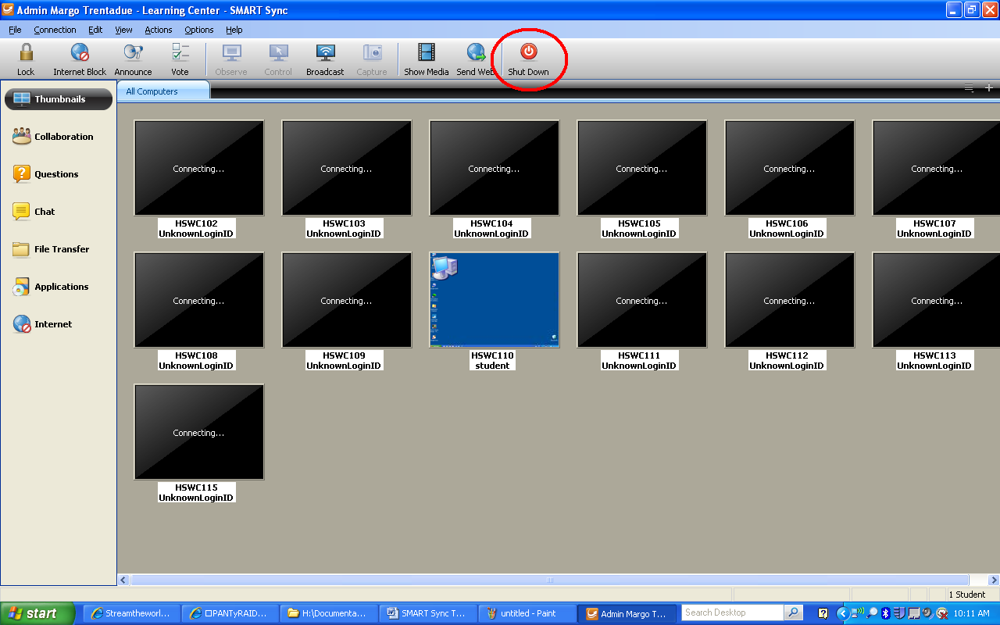 Admin Margo Trentadue - Learning Center - SMART Sync
File Connection Edit View Actions Options Help
Lock Internet Block Announce Vote Observe Control Broadcast Capture Show Media Send Web Shut Down
All Computers
Thumbnails
Collaboration
Questions
Chat
File Transfer
Applications
Internet
Connecting... Connecting... Connecting... Connecting... Connecting... Connecting...
HSWC102 HSWC103 HSWC104 HSWC105 HSWC106 HSWC107
UnknownLoginID UnknownLoginID UnknownLoginID UnknownLoginID UnknownLoginID UnknownLoginID
Connecting... Connecting... Connecting... Connecting... Connecting...
HSWC108 HSWC109 HSWC110 HSWC111 HSWC112 HSWC113
UnknownLoginID UnknownLoginID student UnknownLoginID UnknownLoginID UnknownLoginID
Connecting...
HSWC115
UnknownLoginID
1 Student
start Streamtheworl... □PANTyRAID... H:\Documenta... SMART Sync T... untitled - Paint Admin Margo T... Search Desktop 10:11 AM